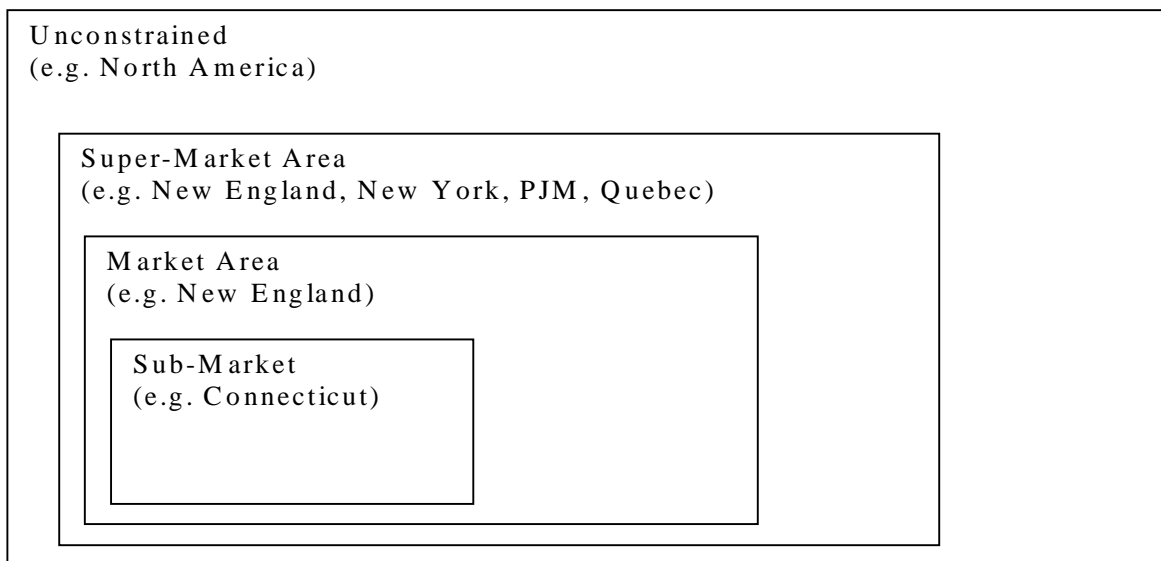 Unconstrained
(e.g. North America)
Super-Market Area
(e.g. New England, New York, PJM, Quebec)
Market Area
(e.g. New England)
Sub-Market
(e.g. Connecticut)